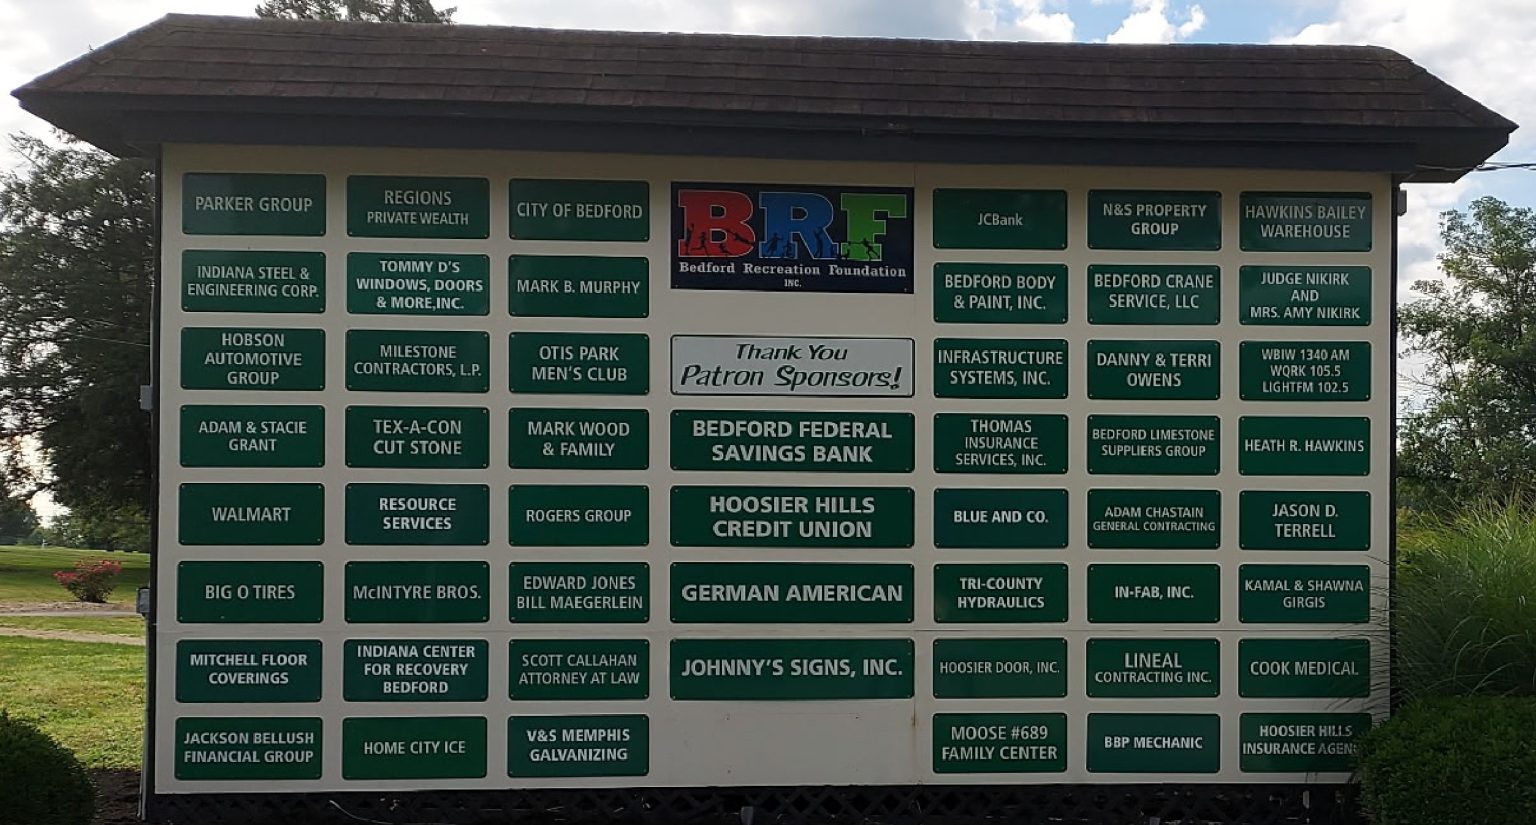 PARKER GROUP
INDIANA STEEL &
ENGINEERING CORP.
HOBSON
AUTOMOTIVE
GROUP
ADAM & STACIE
GRANT
WALMART
BIG O TIRES
MITCHELL FLOOR
COVERINGS
JACKSON BELLUSH
FINANCIAL GROUP
REGIONS
PRIVATE WEALTH
TOMMY D'S
WINDOWS, DOORS
& MORE,INC.
MILESTONE
CONTRACTORS, L.P.
TEX-A-CON
CUT STONE
RESOURCE
SERVICES
McINTYRE BROS.
INDIANA CENTER
FOR RECOVERY
BEDFORD
HOME CITY ICE
CITY OF BEDFORD
MARK B. MURPHY
OTIS PARK
MEN'S CLUB
MARK WOOD
& FAMILY
ROGERS GROUP
EDWARD JONES
BILL MAEGERLEIN
SCOTT CALLAHAN
ATTORNEY AT LAW
V&S MEMPHIS
GALVANIZING
BRF
Bedford Recreation Foundation
INC.
Thank You
Patron Sponsors!
BEDFORD FEDERAL
SAVINGS BANK
HOOSIER HILLS
CREDIT UNION
GERMAN AMERICAN
JOHNNY'S SIGNS, INC.
JCBank
BEDFORD BODY
& PAINT, INC.
INFRASTRUCTURE
SYSTEMS, INC.
THOMAS
INSURANCE
SERVICES, INC.
BLUE AND CO.
TRI-COUNTY
HYDRAULICS
HOOSIER DOOR, INC.
MOOSE #689
FAMILY CENTER
N&S PROPERTY
GROUP
BEDFORD CRANE
SERVICE, LLC
DANNY & TERRI
OWENS
BEDFORD LIMESTONE
SUPPLIERS GROUP
ADAM CHASTAIN
GENERAL CONTRACTING
IN-FAB, INC.
LINEAL
CONTRACTING INC.
BBP MECHANIC
HAWKINS BAILEY
WAREHOUSE
JUDGE NIKIRK
AND
MRS. AMY NIKIRK
WBIW 1340 AM
WQRK 105.5
LIGHTFM 102.5
HEATH R. HAWKINS
JASON D.
TERRELL
KAMAL & SHAWNA
GIRGIS
COOK MEDICAL
HOOSIER HILLS
INSURANCE